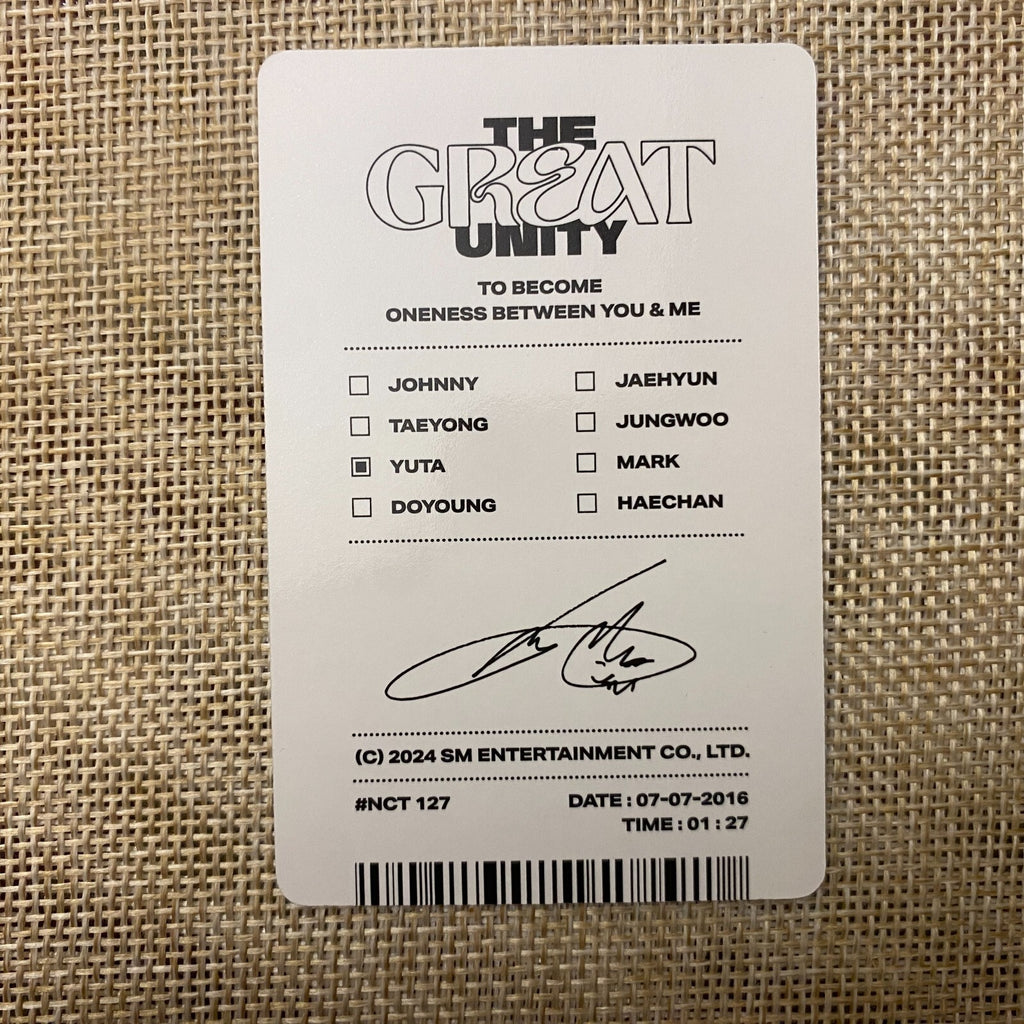 THE
GREAT
UNITY
TO BECOME
ONENESS BETWEEN YOU & ME
JOHNNY
TAEYONG
YUTA
DOYOUNG
JAEHYUN
JUNGWOO
MARK
HAECHAN
(C) 2024 SM ENTERTAINMENT CO., LTD.
#NCT 127
DATE : 07-07-2016
TIME : 01 : 27